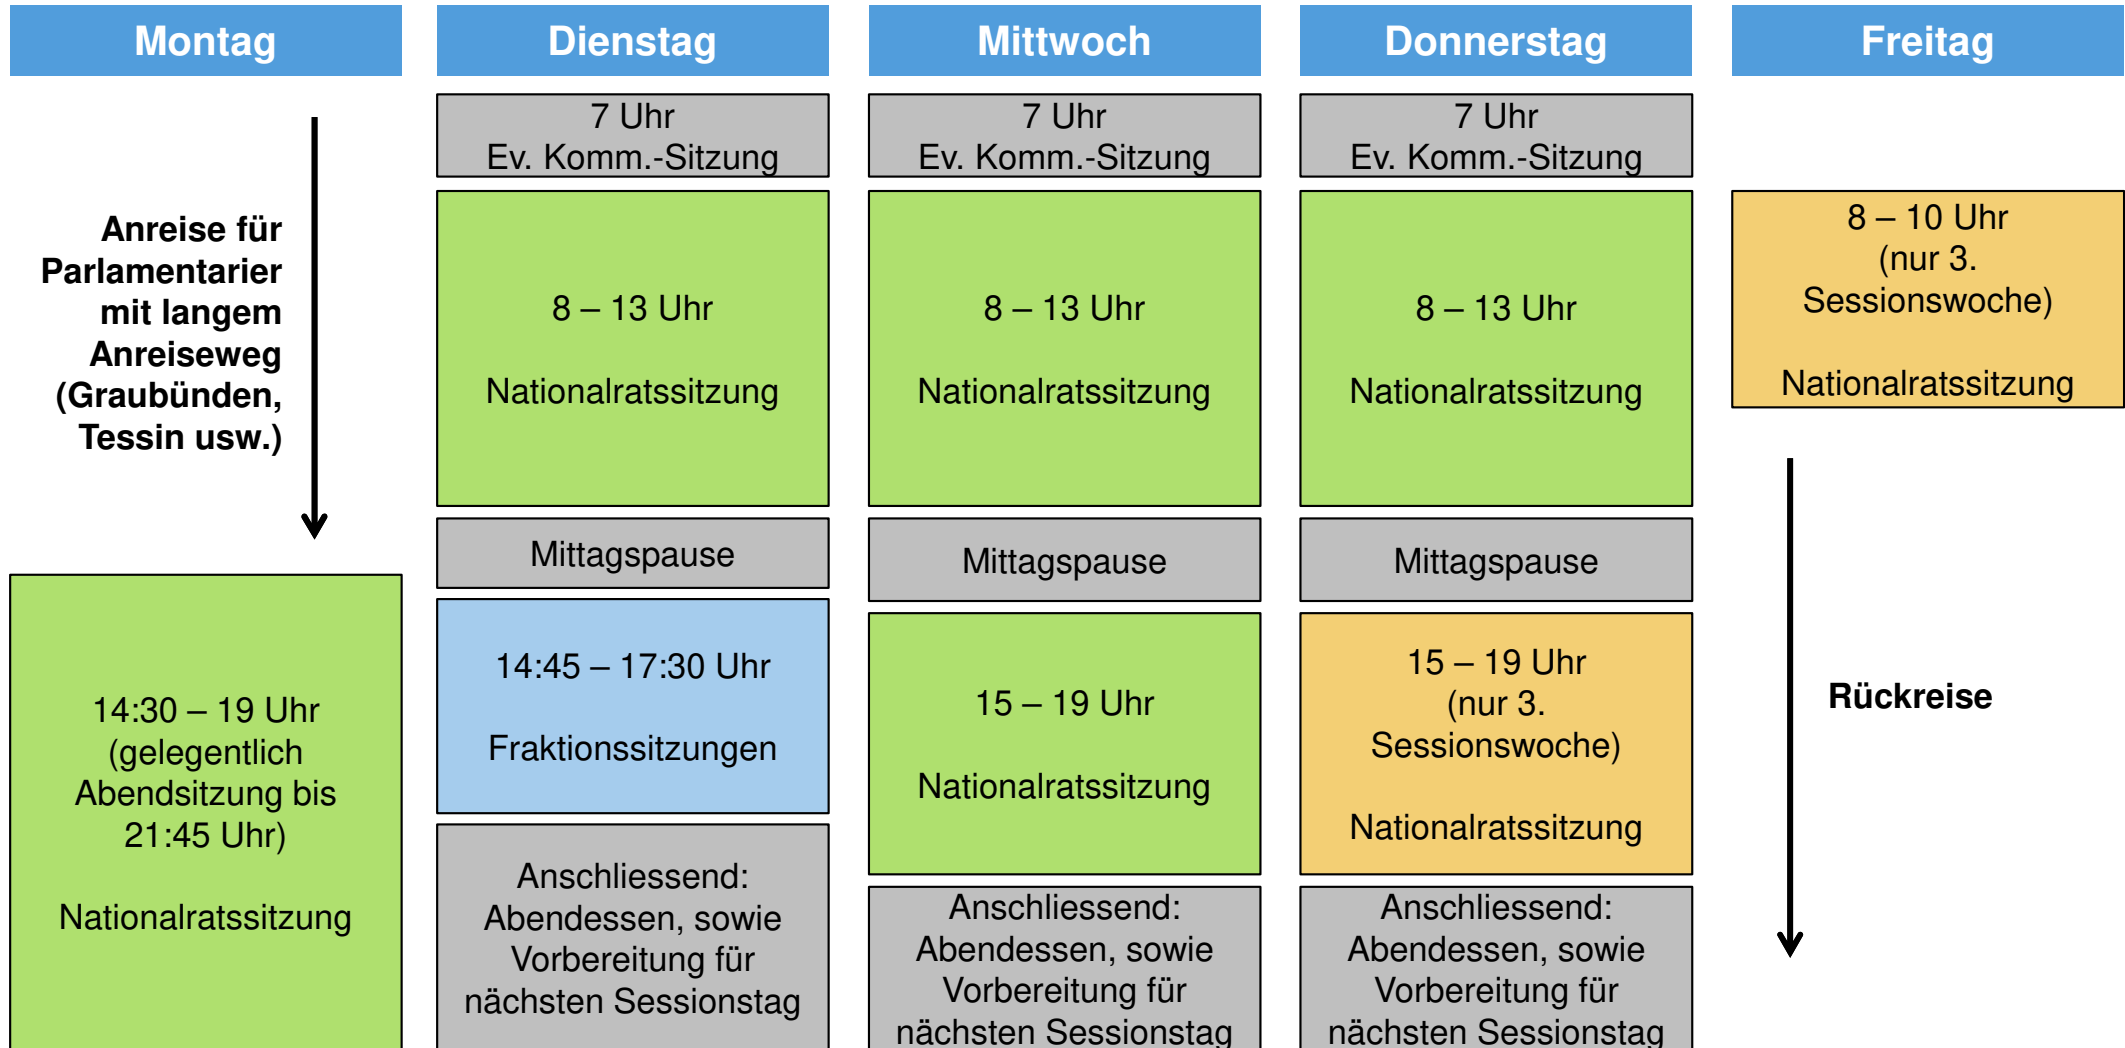 Montag
Anreise für
Parlamentarier
mit langem
Anreiseweg
(Graubünden,
Tessin usw.)
14:30 – 19 Uhr
(gelegentlich
Abendsitzung bis
21:45 Uhr)
Nationalratssitzung
Dienstag
7 Uhr
Ev. Komm.-Sitzung
8 – 13 Uhr
Nationalratssitzung
Mittagspause
14:45 – 17:30 Uhr
Fraktionssitzungen
Anschliessend:
Abendessen, sowie
Vorbereitung für
nächsten Sessionstag
Mittwoch
7 Uhr
Ev. Komm.-Sitzung
8 – 13 Uhr
Nationalratssitzung
Mittagspause
15 – 19 Uhr
Nationalratssitzung
Anschliessend:
Abendessen, sowie
Vorbereitung für
nächsten Sessionstag
Donnerstag
7 Uhr
Ev. Komm.-Sitzung
8 – 13 Uhr
Nationalratssitzung
Mittagspause
15 – 19 Uhr
(nur 3.
Sessionswoche)
Nationalratssitzung
Anschliessend:
Abendessen, sowie
Vorbereitung für
nächsten Sessionstag
Freitag
8 – 10 Uhr
(nur 3.
Sessionswoche)
Nationalratssitzung
Rückreise